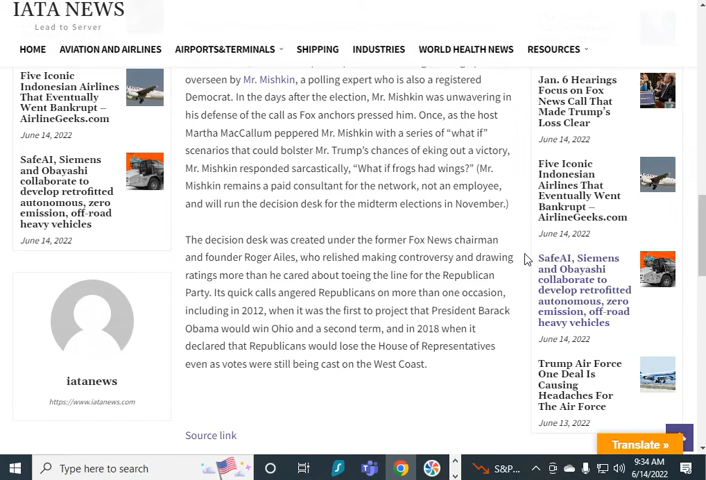 IATA NEWS
Lead to Server
HOME
AVIATION AND AIRLINES
AIRPORTS&TERMINALS
SHIPPING
INDUSTRIES
WORLD HEALTH NEWS
RESOURCES
Five Iconic
Indonesian Airlines
That Eventually
Went Bankrupt –
AirlineGeeks.com
June 14, 2022
SafeAI, Siemens
and Obayashi
collaborate to
develop retrofitted
autonomous, zero
emission, off-road
heavy vehicles
June 14, 2022
iatanews
https://www.iatanews.com
overseen by Mr. Mishkin, a polling expert who is also a registered
Democrat. In the days after the election, Mr. Mishkin was unwavering in
his defense of the call as Fox anchors pressed him. Once, as the host
Martha MacCallum peppered Mr. Mishkin with a series of “what if”
scenarios that could bolster Mr. Trump’s chances of eking out a victory,
Mr. Mishkin responded sarcastically, “What if frogs had wings?” (Mr.
Mishkin remains a paid consultant for the network, not an employee,
and will run the decision desk for the midterm elections in November.)
The decision desk was created under the former Fox News chairman
and founder Roger Ailes, who relished making controversy and drawing
ratings more than he cared about toeing the line for the Republican
Party. Its quick calls angered Republicans on more than one occasion,
including in 2012, when it was the first to project that President Barack
Obama would win Ohio and a second term, and in 2018 when it
declared that Republicans would lose the House of Representatives
even as votes were still being cast on the West Coast.
Source link
Jan. 6 Hearings
Focus on Fox
News Call That
Made Trump’s
Loss Clear
June 14, 2022
Five Iconic
Indonesian Airlines
That Eventually
Went Bankrupt –
AirlineGeeks.com
June 14, 2022
SafeAI, Siemens
and Obayashi
collaborate to
develop retrofitted
autonomous, zero
emission, off-road
heavy vehicles
June 14, 2022
Trump Air Force
One Deal Is
Causing
Headaches For
The Air Force
June 13, 2022
Translate »
Type here to search
S&P...
9:34 AM
6/14/2022